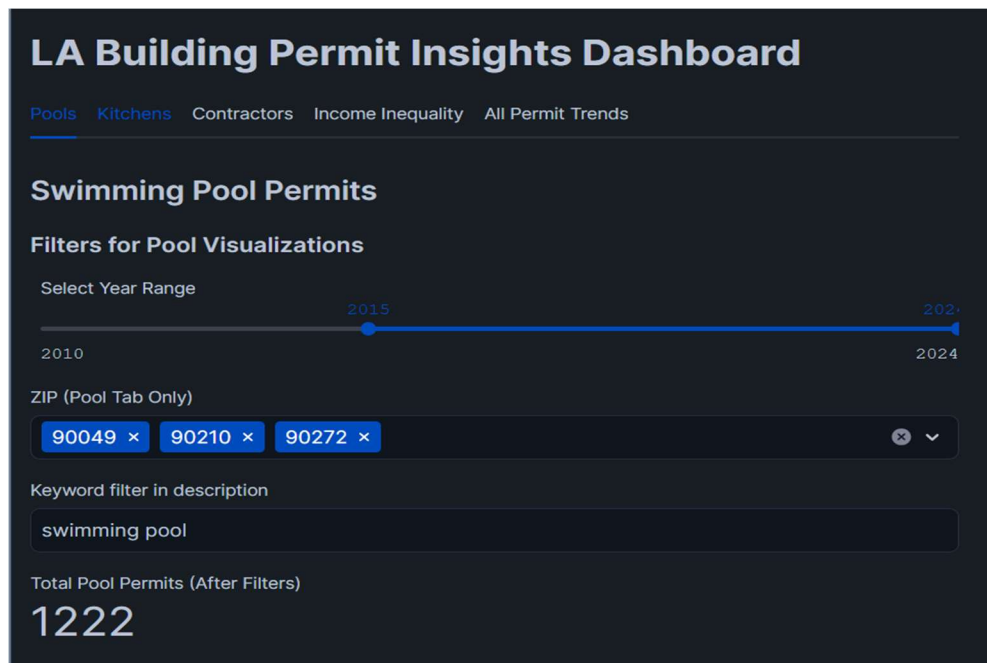 LA Building Permit Insights Dashboard
Pools Kitchens Contractors Income Inequality All Permit Trends
Swimming Pool Permits
Filters for Pool Visualizations
Select Year Range
2015
2010 2024
ZIP (Pool Tab Only)
90049 × 90210 × 90272 ×
Keyword filter in description
swimming pool
Total Pool Permits (After Filters)
1222